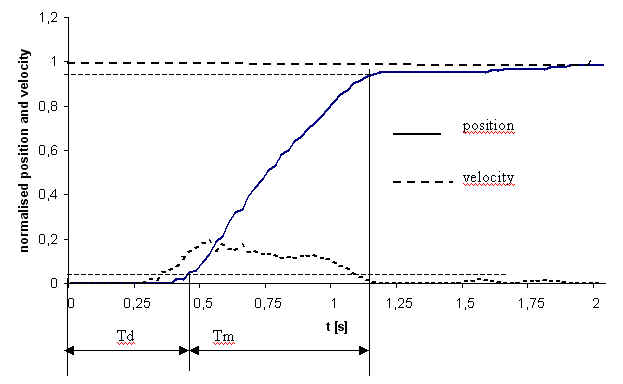 1,2
1
0,8
0,6
0,4
0,2
0
normalised position and velocity
position
velocity
0 0,25 0,5 0,75 1 1,25 1,5 1,75 2
t [s]
Td Tm